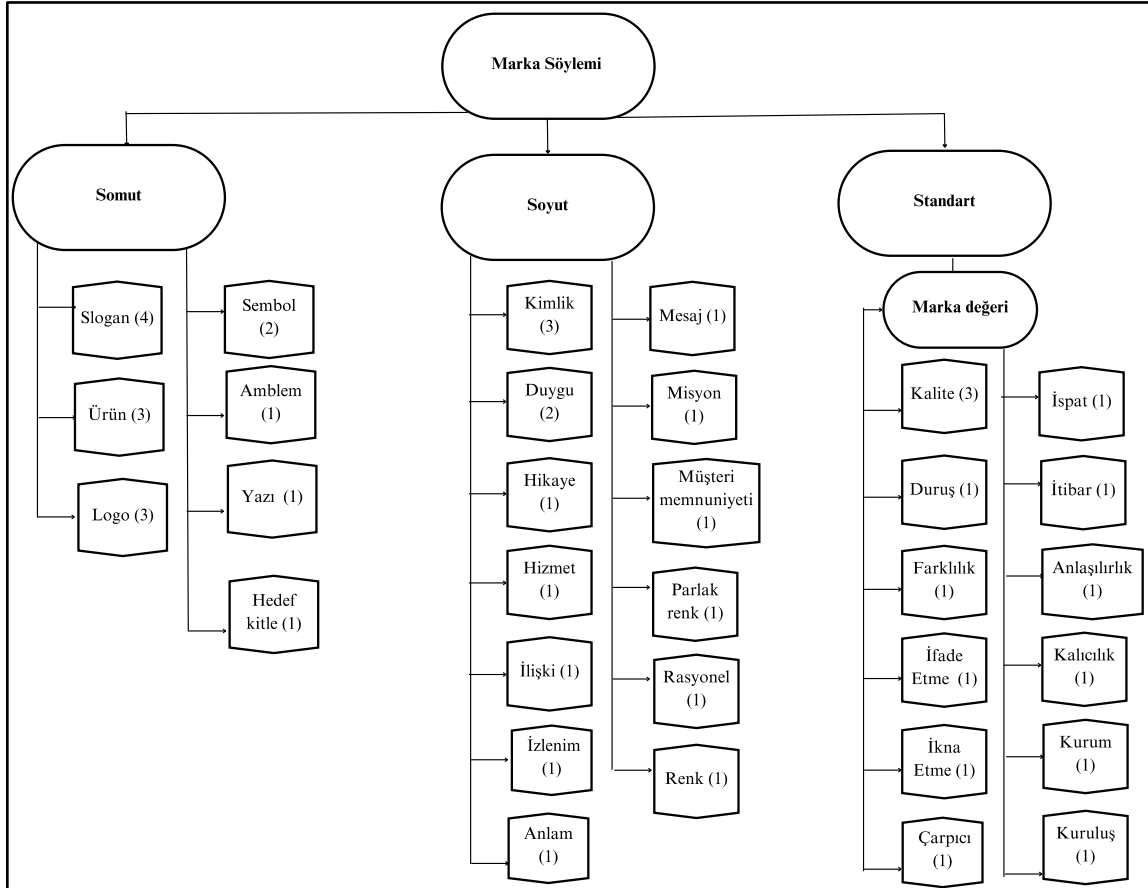 Marka Söylemi
Somut
Slogan (4)
Ürün (3)
Logo (3)
Sembol
(2)
Amblem
(1)
Yazı (1)
Hedef
kitle (1)
Soyut
Kimlik
(3)
Duygu
(2)
Hikaye
(1)
Hizmet
(1)
İlişki (1)
İzlenim
(1)
Anlam
(1)
Mesaj (1)
Misyon
(1)
Müşteri
memnuniyeti
(1)
Parlak
renk (1)
Rasyonel
(1)
Renk (1)
Standart
Marka değeri
Kalite (3)
Duruş (1)
Farklılık
(1)
İfade
Etme (1)
İkna
Etme (1)
Çarpıcı
(1)
İspat (1)
İtibar (1)
Anlaşılırlık
(1)
Kalıcılık
(1)
Kurum
(1)
Kuruluş
(1)